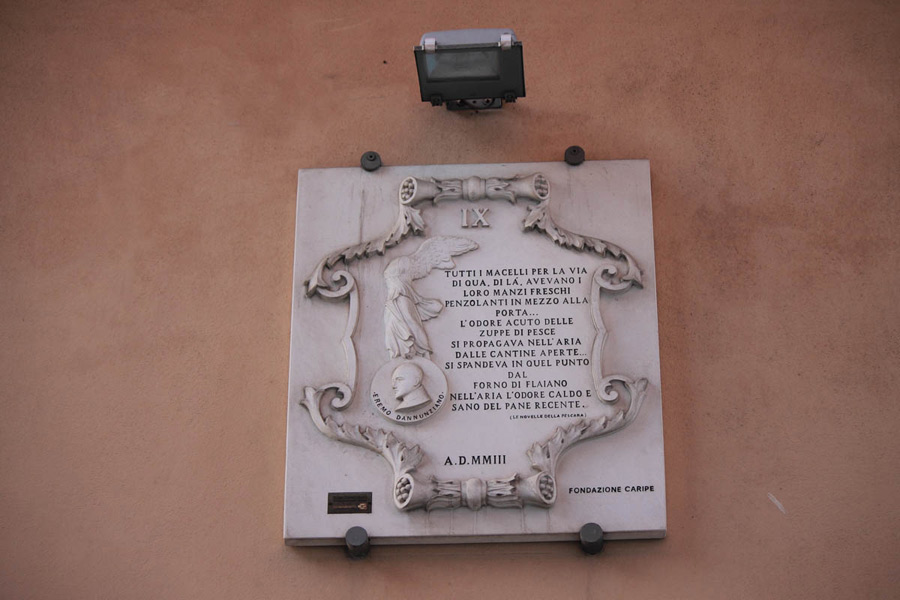 IX
TUTTI I MACELLI PER LA VIA
DI QUA, DI LÁ, AVEVANO I
LORO MANZI FRESCHI
PENZOLANTI IN MEZZO ALLA
PORTA...
L'ODORE ACUTO DELLE
ZUPPE DI PESCE
SI PROPAGAVA NELL'ARIA
DALLE CANTINE APERTE...
SI SPANDEVA IN QUEL PUNTO
DAL
FORNO DI FLAIANO
NELL'ARIA L'ODORE CALDO E
SANO DEL PANE RECENTE.
(LE NOVELLE DELLA PESCARA)
EREMO DANNUNZIANO
A.D.MMIII
FONDAZIONE CARIPE